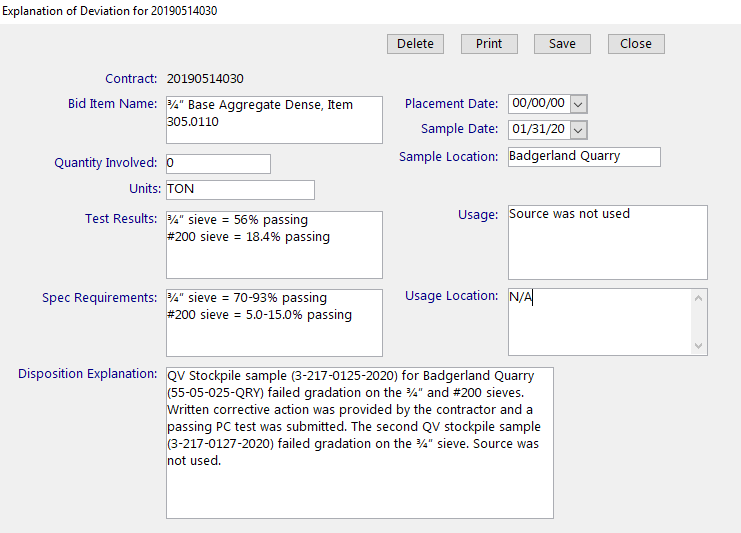 Explanation of Deviation for 20190514030
Delete Print Save Close
Contract: 20190514030
Bid Item Name: ¾” Base Aggregate Dense, Item
305.0110
Placement Date: 00/00/00
Sample Date: 01/31/20
Quantity Involved: 0
Sample Location: Badgerland Quarry
Units: TON
Test Results: ¾” sieve = 56% passing
#200 sieve = 18.4% passing
Usage: Source was not used
Spec Requirements: ¾” sieve = 70-93% passing
#200 sieve = 5.0-15.0% passing
Usage Location: N/A
Disposition Explanation: QV Stockpile sample (3-217-0125-2020) for Badgerland Quarry
(55-05-025-QRY) failed gradation on the ¾” and #200 sieves.
Written corrective action was provided by the contractor and a
passing PC test was submitted. The second QV stockpile sample
(3-217-0127-2020) failed gradation on the ¾” sieve. Source was
not used.